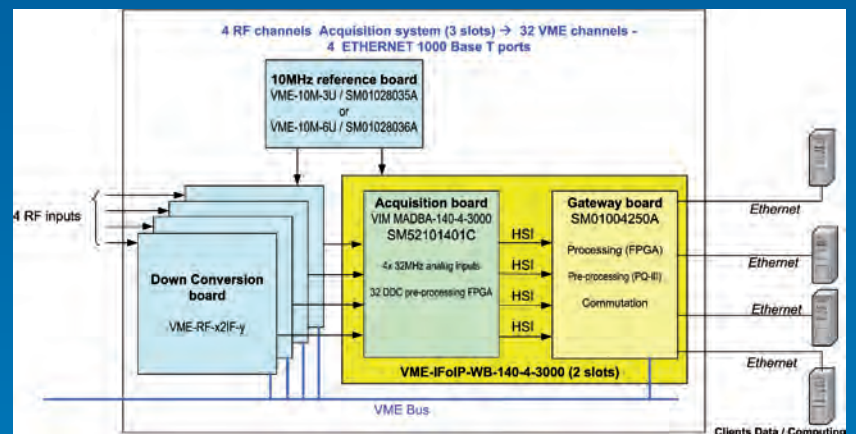 4 RF channels Acquisition system (3 slots) → 32 VME channels -
4 ETHERNET 1000 Base T ports
10MHz reference board
VME-10M-3U / SM01028035A
or
VME-10M-6U / SM01028036A
4 RF inputs
Down Conversion
board
VME-RF-x2IF-y
Acquisition board
VIM MADBA-140-4-3000
SM52101401C
4x 32MHz analog inputs
32 DDC pre-processing FPGA
HSI
HSI
HSI
HSI
Gateway board
SM01004250A
Processing (FPGA)
Pre-processing (PQ-III)
Commutation
VME-IFoIP-WB-140-4-3000 (2 slots)
VME Bus
Ethernet
Ethernet
Ethernet
Ethernet
Clients Data / Computing